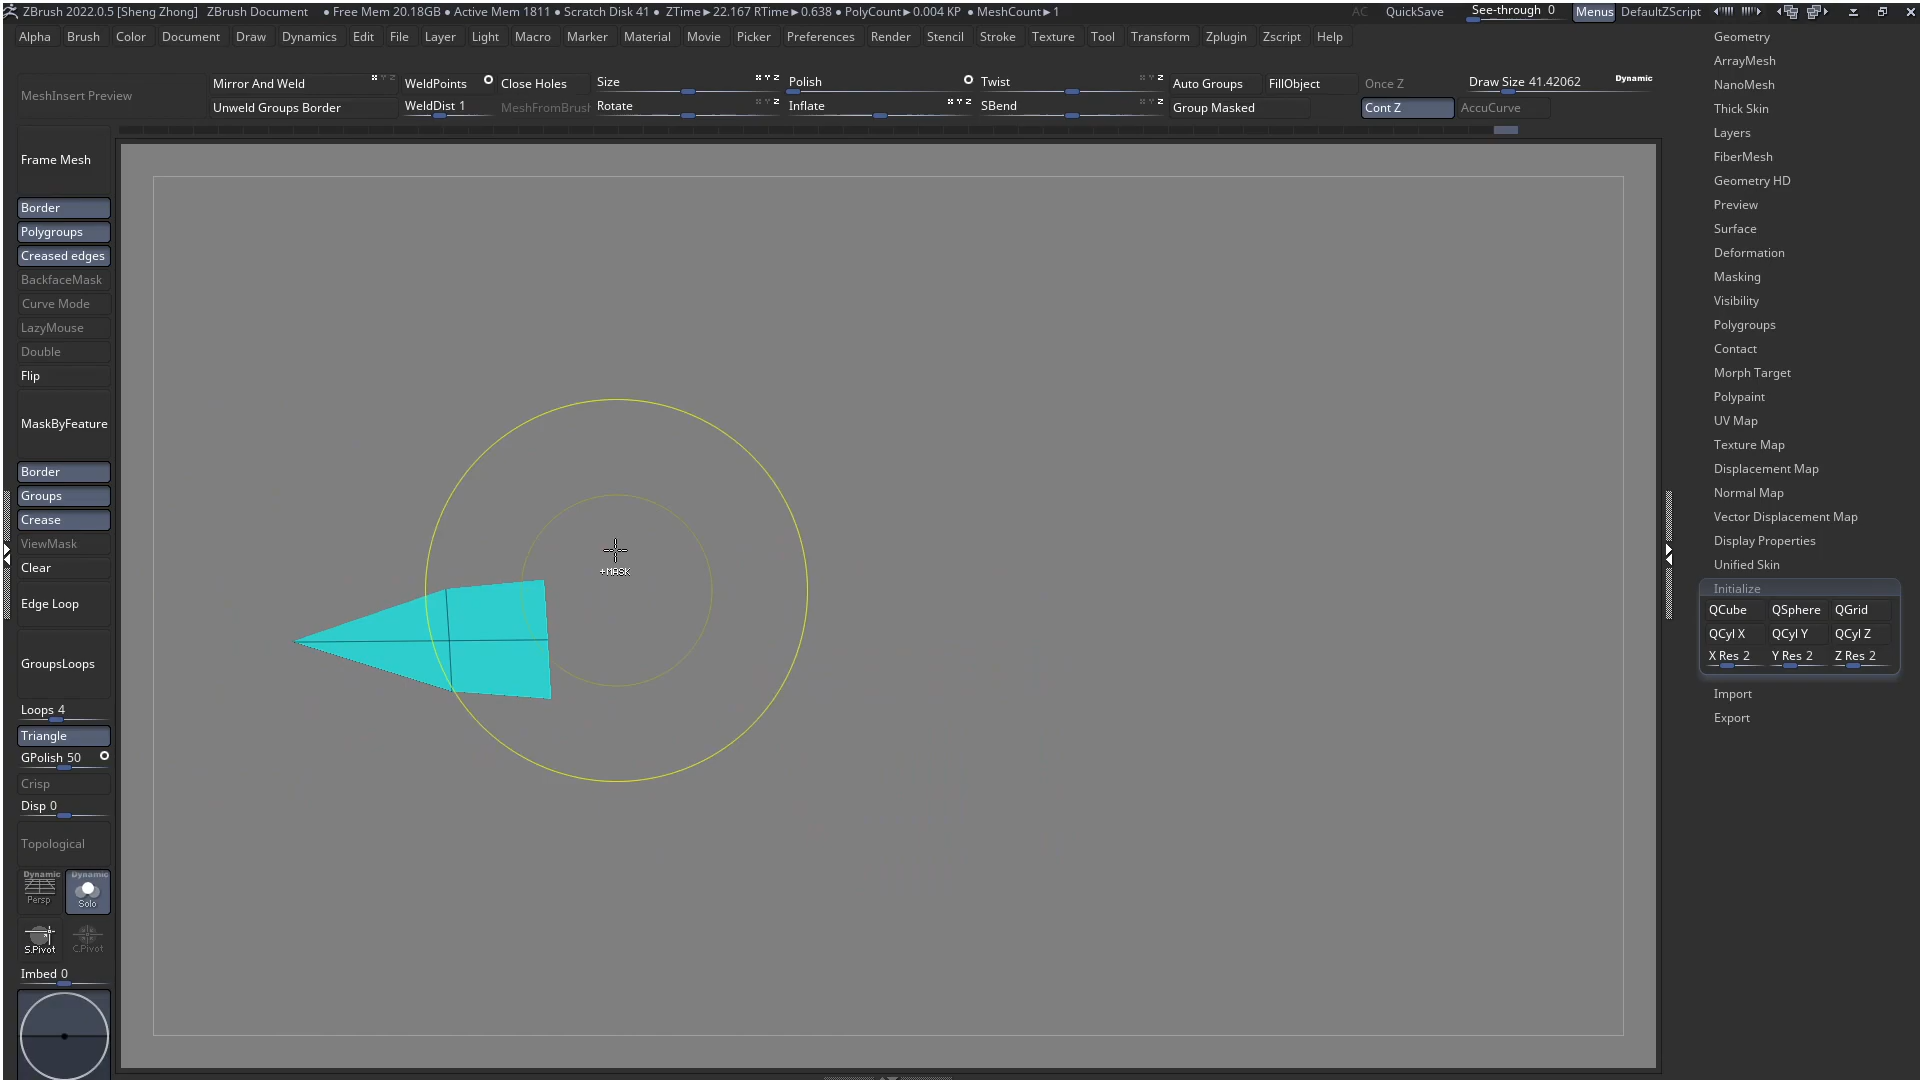 ZBrush 2022.0.5 [Sheng Zhong] ZBrush Document ● Free Mem 20.18GB ● Active Mem 1811 ● Scratch Disk 41 ● ZTime►22.167 RTime►0.638 ● PolyCount►0.004 KP ● MeshCount►1 AC QuickSave See-through 0 Menus DefaultZScript
Alpha Brush Color Document Draw Dynamics Edit File Layer Light Macro Marker Material Movie Picker Preferences Render Stencil Stroke Texture Tool Transform Zplugin Zscript Help
MeshInsert Preview
Mirror And Weld WeldPoints Close Holes Size Polish Twist Auto Groups FillObject Once Z Draw Size 41.42062 Dynamic
Unweld Groups Border WeldDist 1 MeshFromBrush Rotate Inflate SBend Group Masked Cont Z AccuCurve
Frame Mesh
Border
Polygroups
Creased edges
BackfaceMask
Curve Mode
LazyMouse
Double
Flip
MaskByFeature
Border
Groups
Crease
ViewMask
Clear
Edge Loop
GroupsLoops
Loops 4
Triangle
GPolish 50
Crisp
Disp 0
Topological
Dynamic Dynamic
Persp Solo
S.Pivot C.Pivot
Imbed 0
+MASK
Geometry
ArrayMesh
NanoMesh
Thick Skin
Layers
FiberMesh
Geometry HD
Preview
Surface
Deformation
Masking
Visibility
Polygroups
Contact
Morph Target
Polypaint
UV Map
Texture Map
Displacement Map
Normal Map
Vector Displacement Map
Display Properties
Unified Skin
Initialize
QCube QSphere QGrid
QCyl X QCyl Y QCyl Z
X Res 2 Y Res 2 Z Res 2
Import
Export